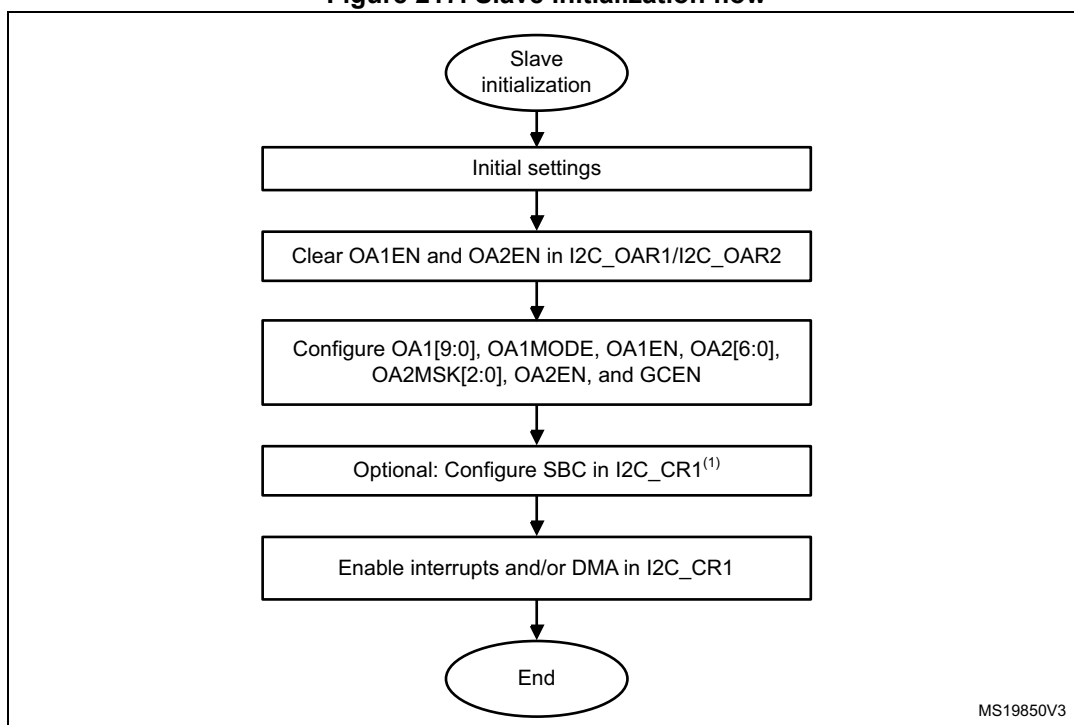 Figure 217. Slave initialization flow
Slave
initialization
Initial settings
Clear OA1EN and OA2EN in I2C_OAR1/I2C_OAR2
Configure OA1[9:0], OA1MODE, OA1EN, OA2[6:0],
OA2MSK[2:0], OA2EN, and GCEN
Optional: Configure SBC in I2C_CR1(1)
Enable interrupts and/or DMA in I2C_CR1
End
MS19850V3